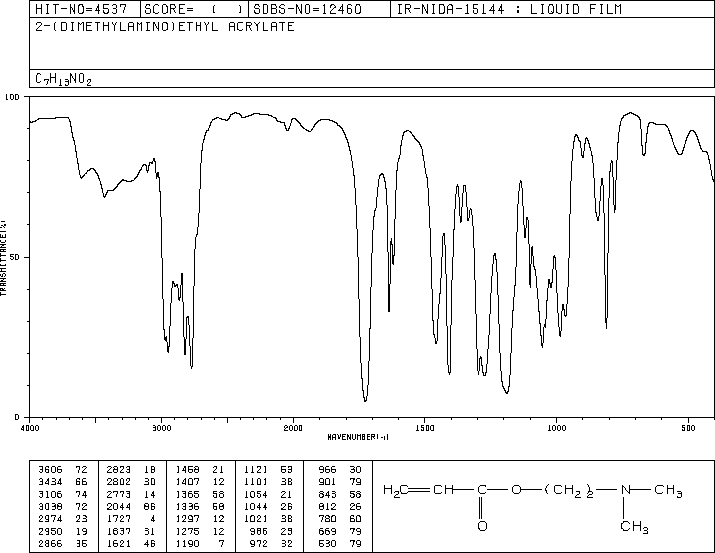 HIT-NO=4537 SCORE= ( ) SDBS-NO=12460 IR-NIDA-15144 : LIQUID FILM
2-(DIMETHYLAMINO)ETHYL ACRYLATE
C7H13NO2
100
50
0
TRANSMITTANCE(%)
4000 3000 2000 1500 1000 500
WAVENUMBER(-1)
3606 72 2823 18 1458 21 1121 53 966 30
3434 66 2802 30 1407 12 1101 38 901 79
3106 74 2773 14 1365 58 1054 21 843 58
3038 72 2044 86 1336 58 1044 26 812 26
2974 23 1727 4 1297 12 1021 38 780 60
2950 19 1637 31 1275 12 986 23 669 79
2866 35 1621 46 1190 7 972 32 530 79
H2C CH C O (CH2)2 N CH3
O CH3